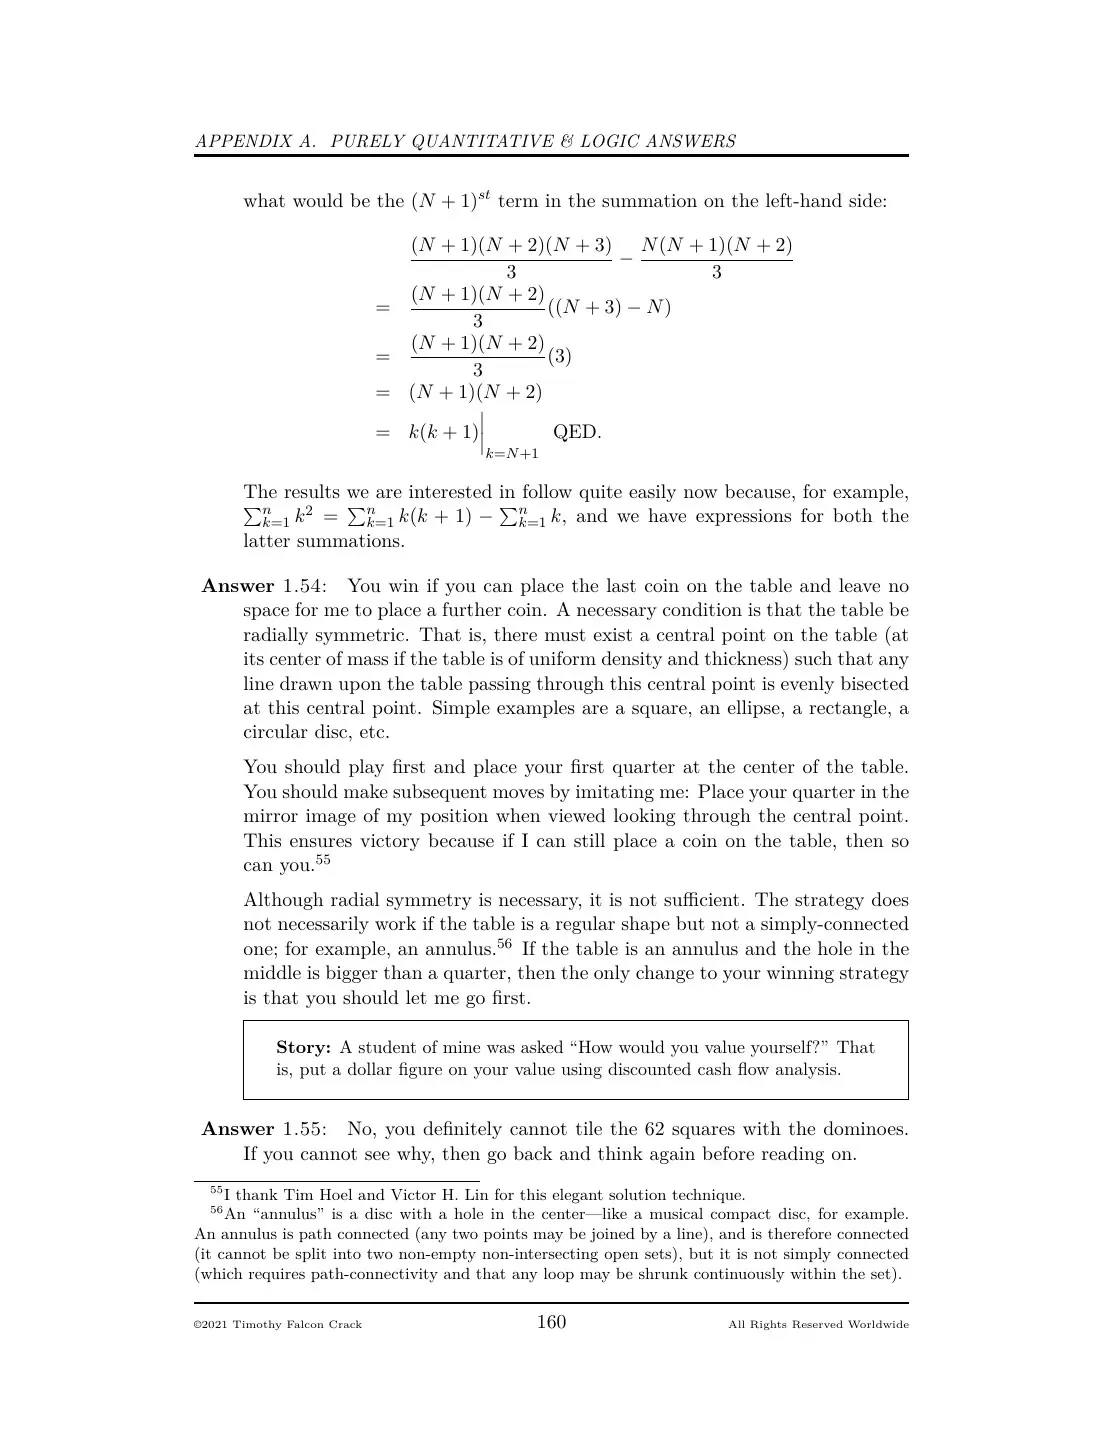 APPENDIX A. PURELY QUANTITATIVE & LOGIC ANSWERS
what would be the (N + 1)^{st} term in the summation on the left-hand side:
\frac{(N + 1)(N + 2)(N + 3)}{3} − \frac{N(N + 1)(N + 2)}{3}
= \frac{(N + 1)(N + 2)}{3}((N + 3) − N)
= \frac{(N + 1)(N + 2)}{3}(3)
= (N + 1)(N + 2)
= k(k + 1)|_{k=N+1} QED.
The results we are interested in follow quite easily now because, for example,
∑_{k=1}^{n} k^2 = ∑_{k=1}^{n} k(k + 1) − ∑_{k=1}^{n} k, and we have expressions for both the
latter summations.
Answer 1.54: You win if you can place the last coin on the table and leave no
space for me to place a further coin. A necessary condition is that the table be
radially symmetric. That is, there must exist a central point on the table (at
its center of mass if the table is of uniform density and thickness) such that any
line drawn upon the table passing through this central point is evenly bisected
at this central point. Simple examples are a square, an ellipse, a rectangle, a
circular disc, etc.
You should play first and place your first quarter at the center of the table.
You should make subsequent moves by imitating me: Place your quarter in the
mirror image of my position when viewed looking through the central point.
This ensures victory because if I can still place a coin on the table, then so
can you.^{55}
Although radial symmetry is necessary, it is not sufficient. The strategy does
not necessarily work if the table is a regular shape but not a simply-connected
one; for example, an annulus.^{56} If the table is an annulus and the hole in the
middle is bigger than a quarter, then the only change to your winning strategy
is that you should let me go first.
Story: A student of mine was asked “How would you value yourself?” That
is, put a dollar figure on your value using discounted cash flow analysis.
Answer 1.55: No, you definitely cannot tile the 62 squares with the dominoes.
If you cannot see why, then go back and think again before reading on.
^{55}I thank Tim Hoel and Victor H. Lin for this elegant solution technique.
^{56}An “annulus” is a disc with a hole in the center—like a musical compact disc, for example.
An annulus is path connected (any two points may be joined by a line), and is therefore connected
(it cannot be split into two non-empty non-intersecting open sets), but it is not simply connected
(which requires path-connectivity and that any loop may be shrunk continuously within the set).
©2021 Timothy Falcon Crack 160 All Rights Reserved Worldwide